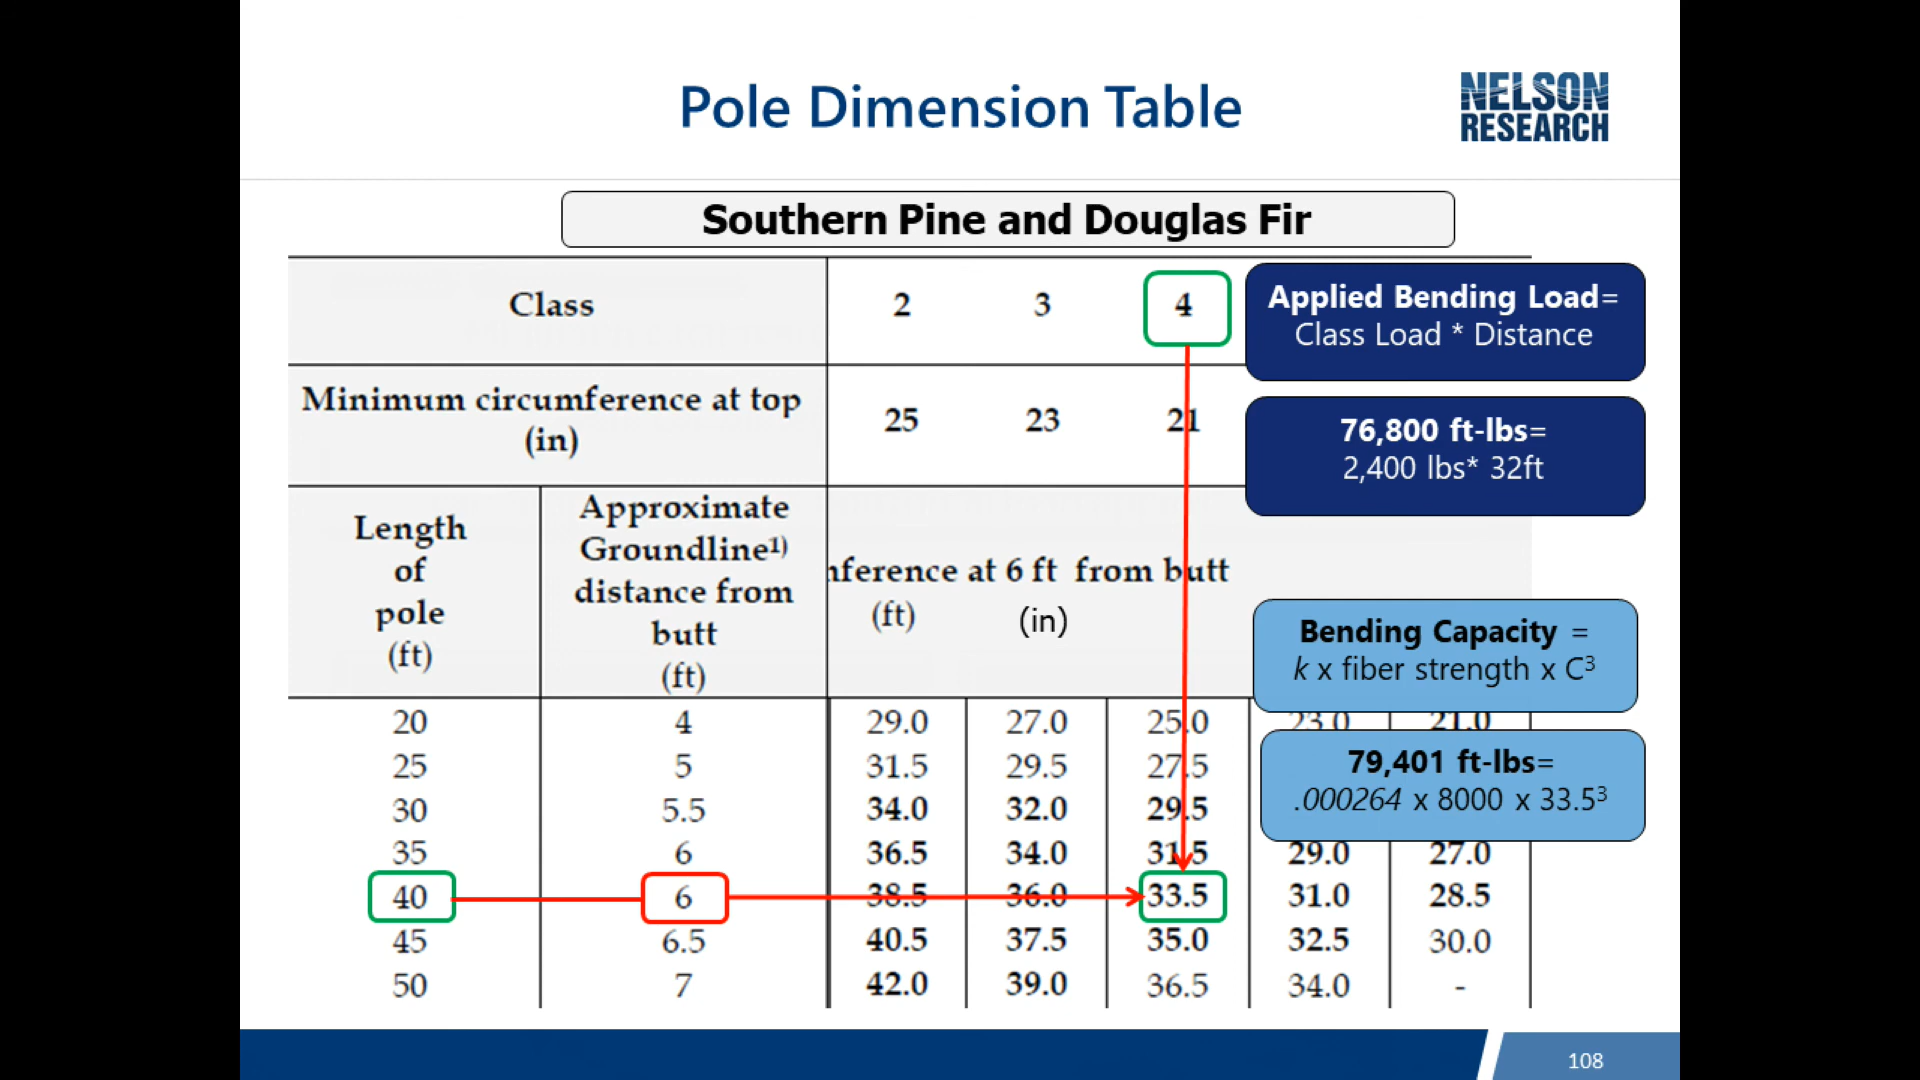 Pole Dimension Table
NELSON
RESEARCH
Southern Pine and Douglas Fir
Class 2 3 4
Applied Bending Load=
Class Load * Distance
Minimum circumference at top
(in)
25 23 21
76,800 ft-lbs=
2,400 lbs* 32ft
Length
of
pole
(ft)
Approximate
Groundline¹⁾
distance from
butt
(ft)
nference at 6 ft from butt
(ft) (in)
Bending Capacity =
k x fiber strength x C³
20 4 29.0 27.0 25.0 23.0 21.0
79,401 ft-lbs=
.000264 x 8000 x 33.5³
25 5 31.5 29.5 27.5
30 5.5 34.0 32.0 29.5
35 6 36.5 34.0 31.5 29.0 27.0
40 6 38.5 36.0 33.5 31.0 28.5
45 6.5 40.5 37.5 35.0 32.5 30.0
50 7 42.0 39.0 36.5 34.0 -
108